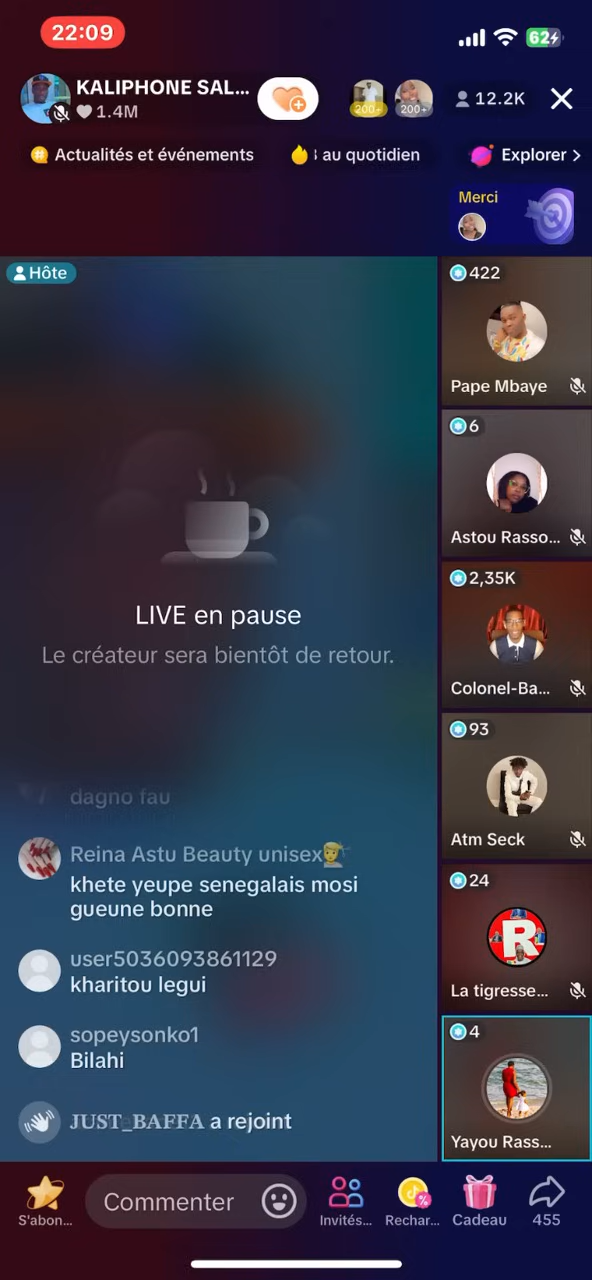 22:09
62
KALIPHONE SAL...
1.4M
200+
200+
12.2K
Actualités et événements
au quotidien
Explorer >
Merci
Hôte
422
Pape Mbaye
6
Astou Rasso...
2,35K
Colonel-Ba...
93
Atm Seck
24
R
La tigresse...
4
Yayou Rass...
LIVE en pause
Le créateur sera bientôt de retour.
dagno fau
Reina Astu Beauty unisex
khete yeupe senegalais mosi
gueune bonne
user5036093861129
kharitou legui
sopeysonko1
Bilahi
JUST_BAFFA a rejoint
S'abon...
Commenter
Invités...
Rechar...
Cadeau
455